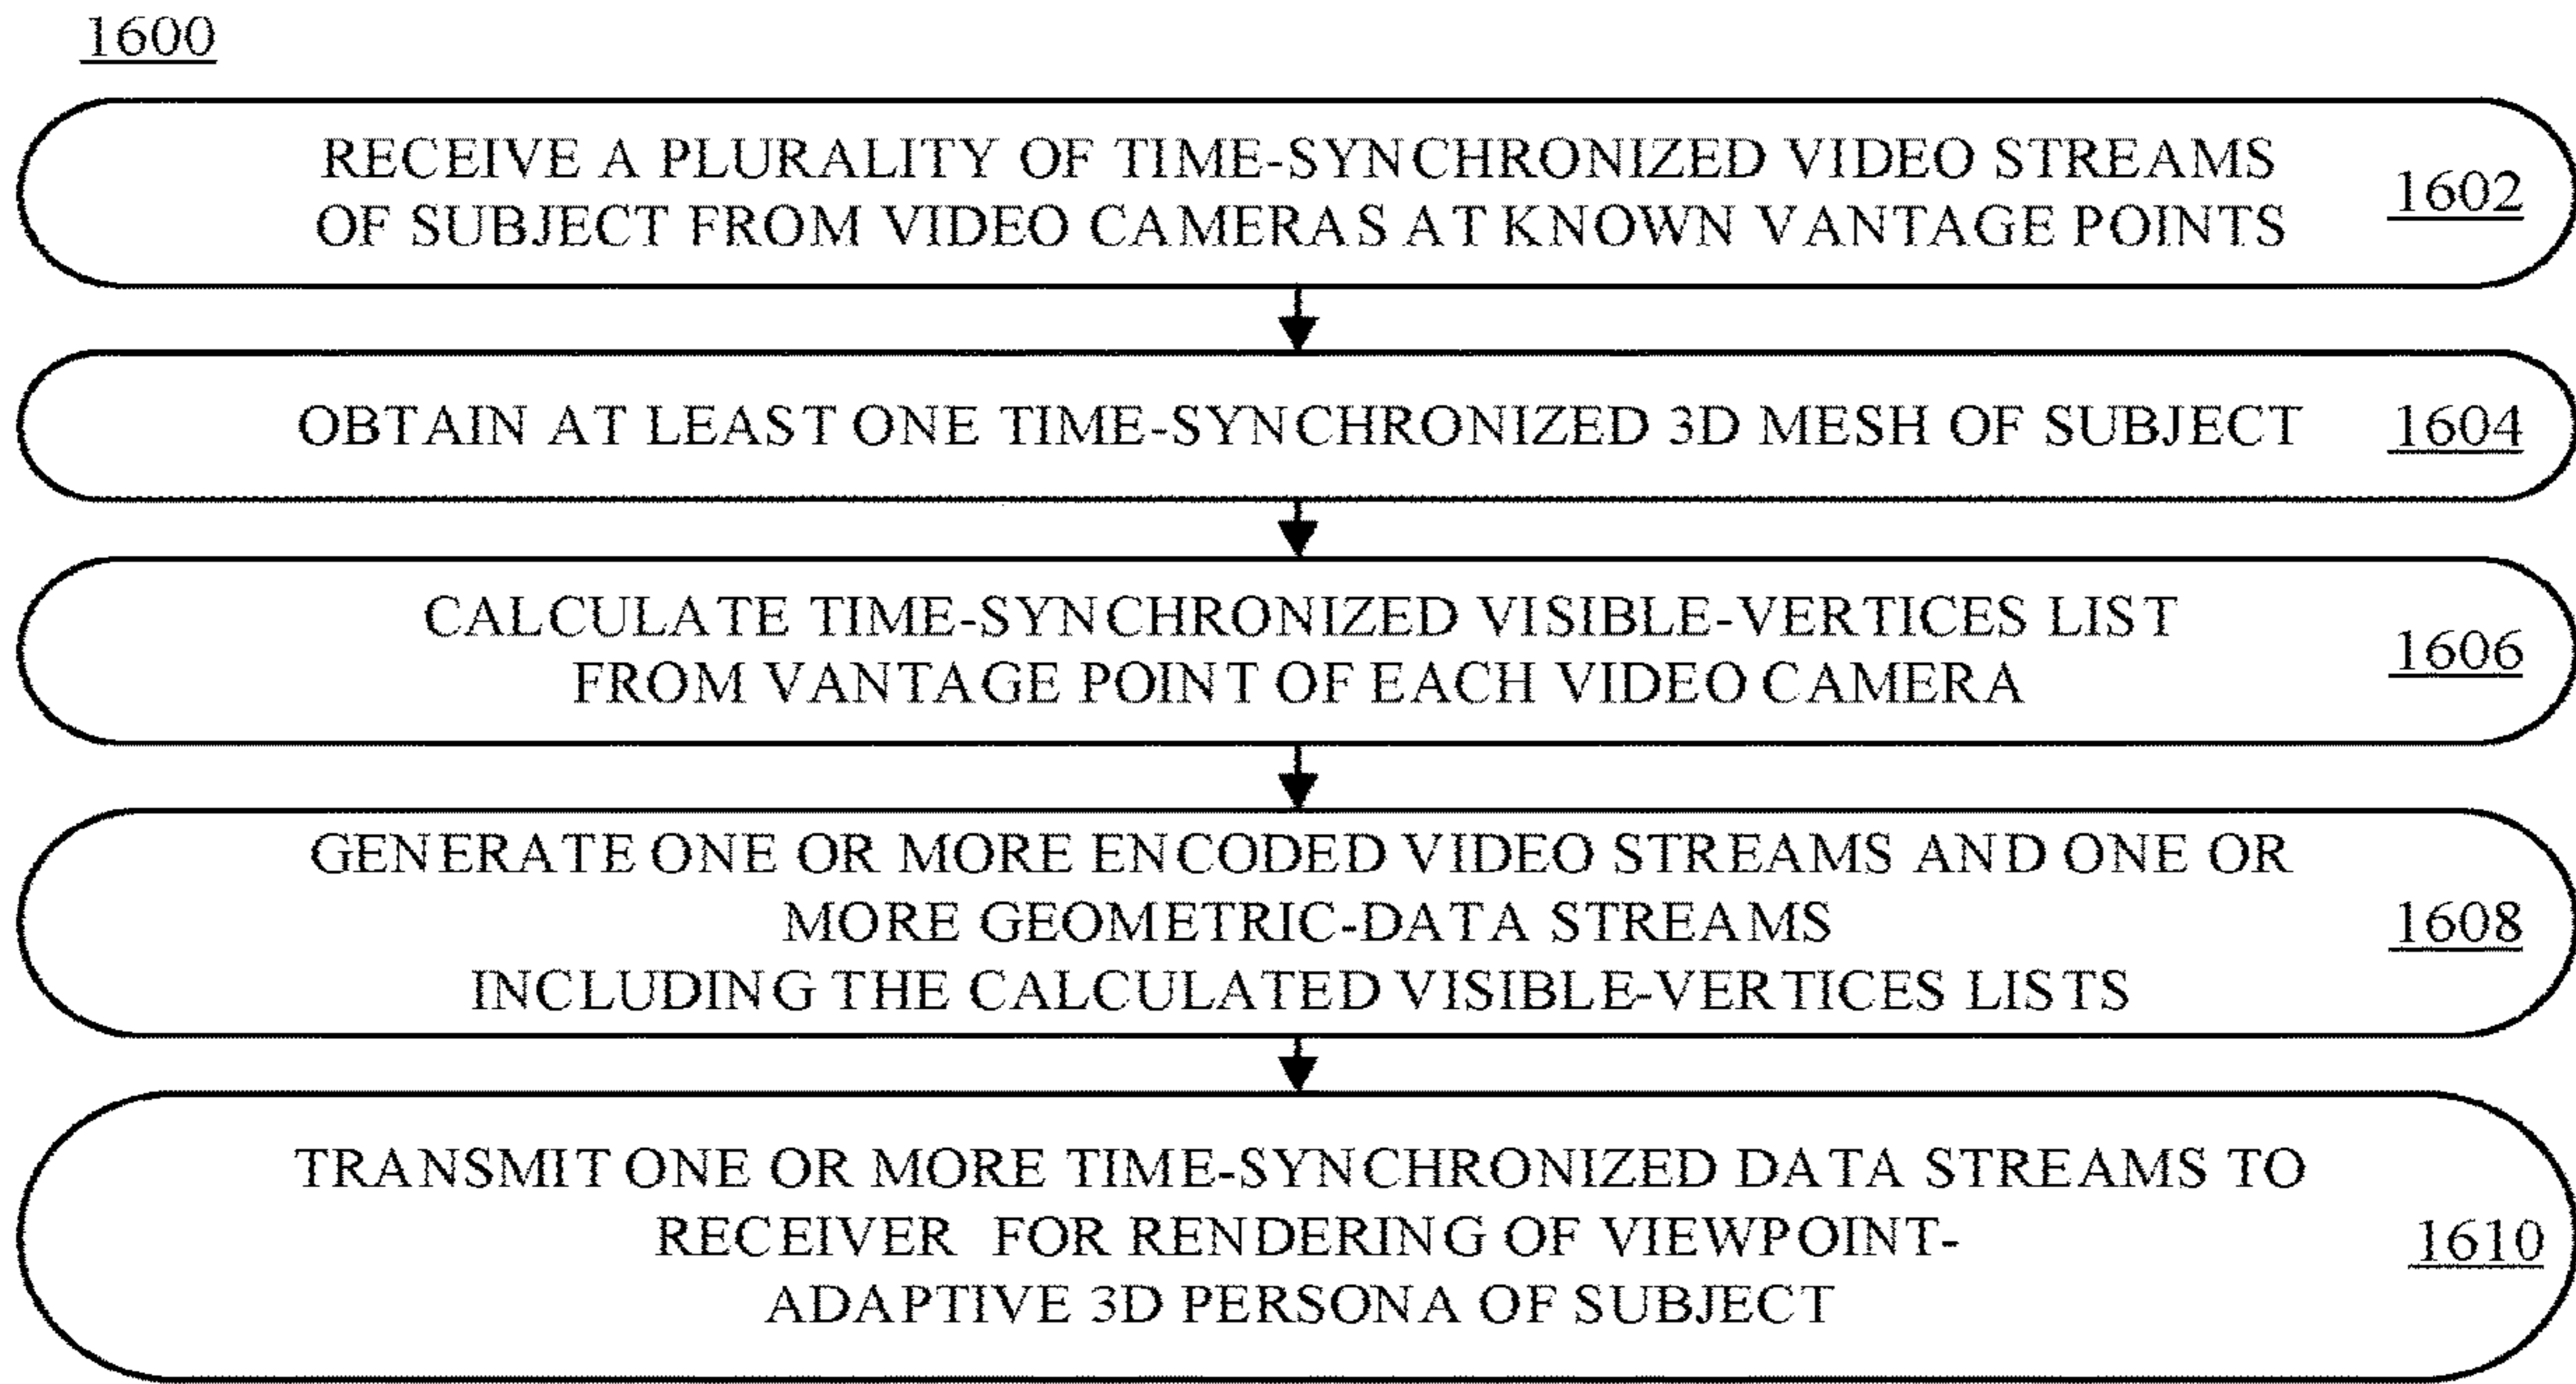 1600
RECEIVE A PLURALITY OF TIME-SYNCHRONIZED VIDEO STREAMS
OF SUBJECT FROM VIDEO CAMERAS AT KNOWN VANTAGE POINTS
1602
OBTAIN AT LEAST ONE TIME-SYNCHRONIZED 3D MESH OF SUBJECT
1604
CALCULATE TIME-SYNCHRONIZED VISIBLE-VERTICES LIST
FROM VANTAGE POINT OF EACH VIDEO CAMERA
1606
GENERATE ONE OR MORE ENCODED VIDEO STREAMS AND ONE OR
MORE GEOMETRIC-DATA STREAMS
INCLUDING THE CALCULATED VISIBLE-VERTICES LISTS
1608
TRANSMIT ONE OR MORE TIME-SYNCHRONIZED DATA STREAMS TO
RECEIVER FOR RENDERING OF VIEWPOINT-
ADAPTIVE 3D PERSONA OF SUBJECT
1610